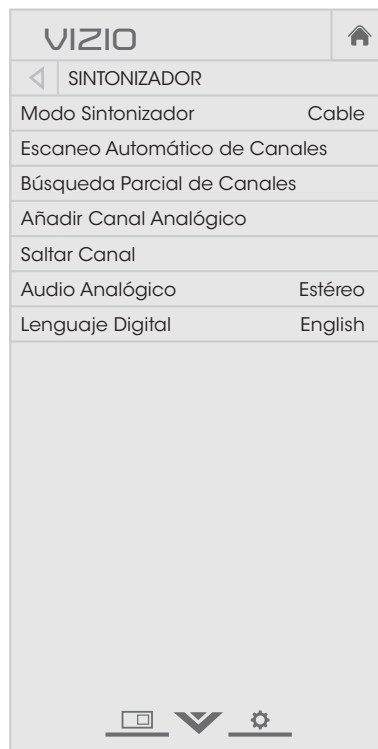 VIZIO
SINTONIZADOR
Modo Sintonizador Cable
Escaneo Automático de Canales
Búsqueda Parcial de Canales
Añadir Canal Analógico
Saltar Canal
Audio Analógico Estéreo
Lenguaje Digital English